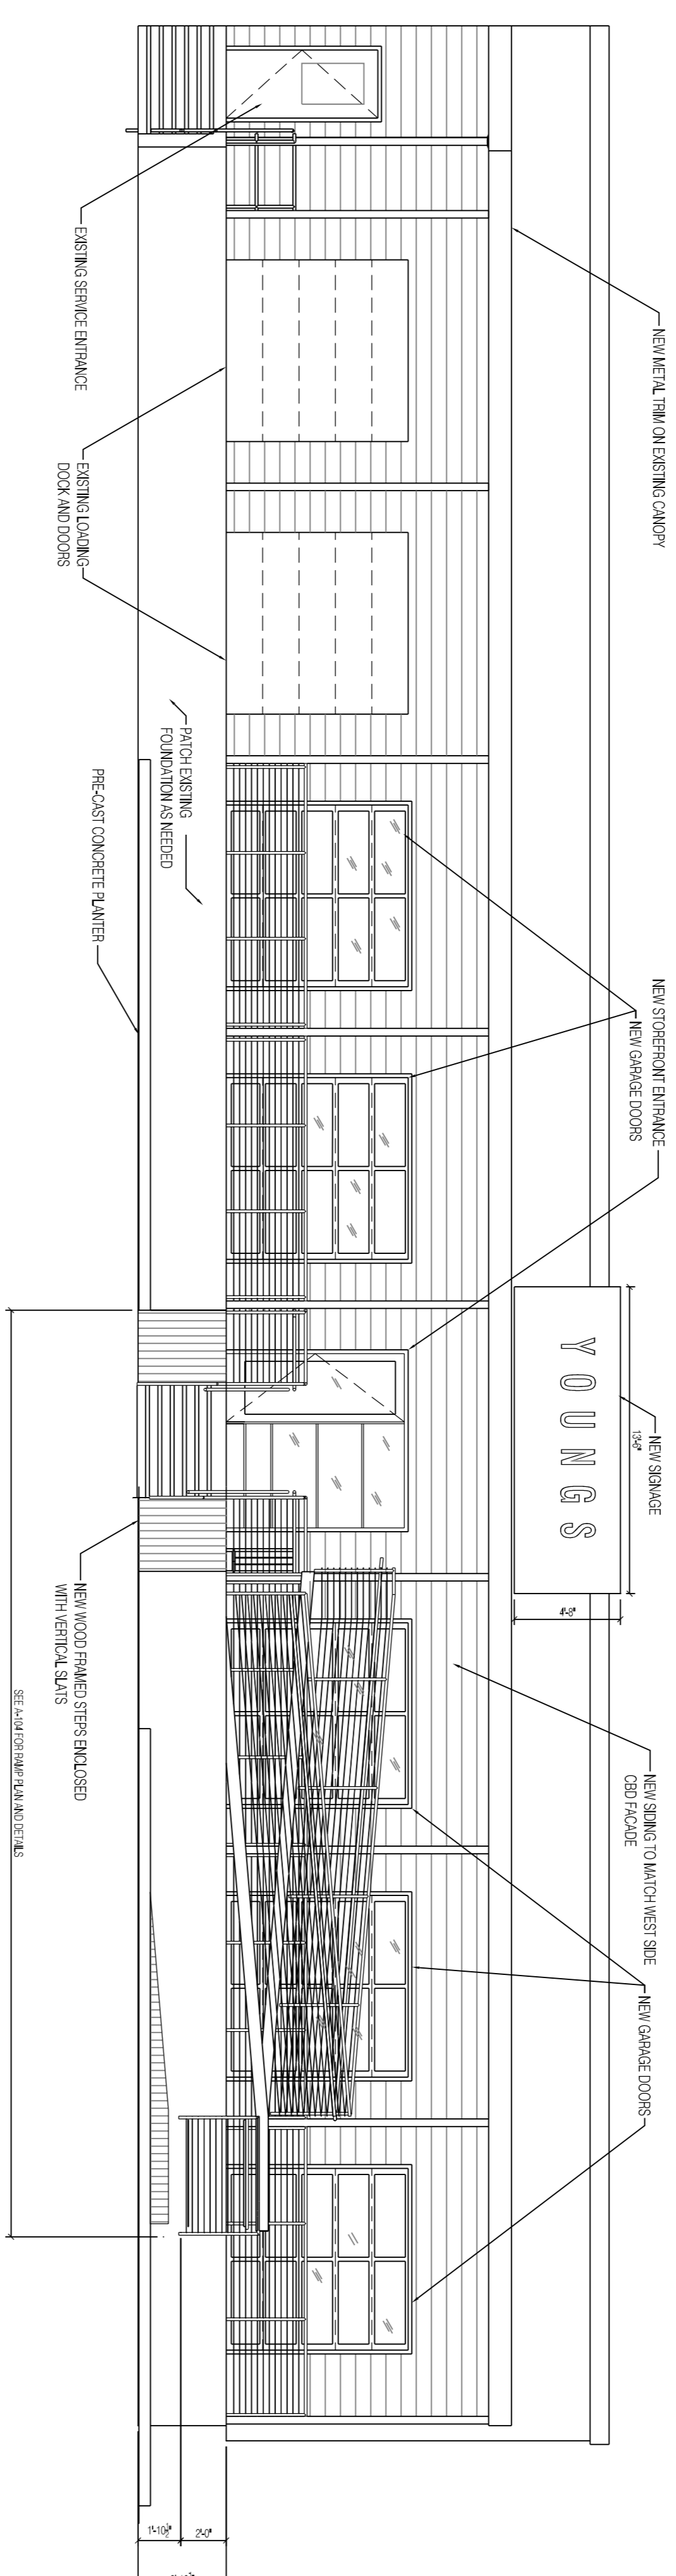 NEW METAL TRIM ON EXISTING CANOPY
NEW STOREFRONT ENTRANCE
NEW GARAGE DOORS
NEW SIGNAGE
13'-6"
YOUNGS
4'-8"
NEW SIDING TO MATCH WEST SIDE
CBD FACADE
NEW GARAGE DOORS
EXISTING SERVICE ENTRANCE
EXISTING LOADING
DOCK AND DOORS
PATCH EXISTING
FOUNDATION AS NEEDED
PRE-CAST CONCRETE PLANTER
NEW WOOD FRAMED STEPS ENCLOSED
WITH VERTICAL SLATS
SEE A-104 FOR RAMP PLAN AND DETAILS
2'-0"
1'-10½"